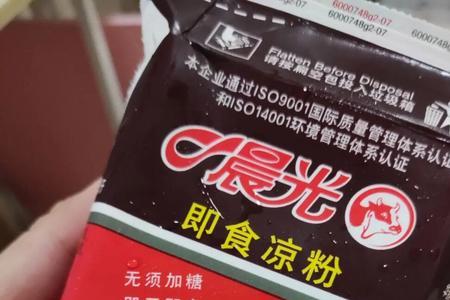 6000748g2-07 6000748g2-07 6000748g2-07
Flatten Before Disposal
请按扁空包投入垃圾箱
本企业通过ISO9001国际质量管理体系认证
和ISO14001环境管理体系认证
晨光
即食凉粉
无须加糖